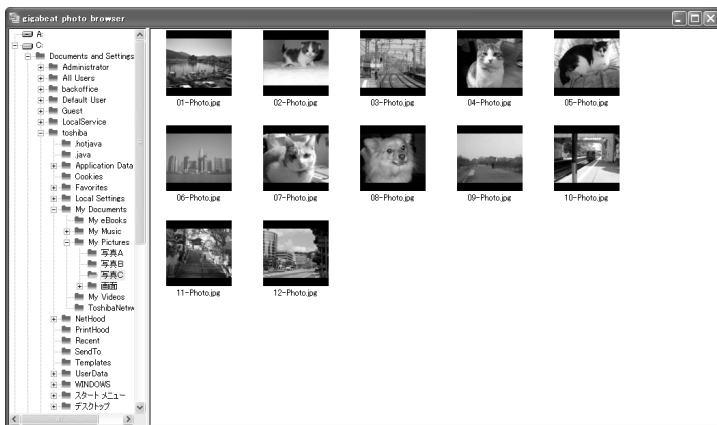 gigabeat photo browser
A:
C:
Documents and Settings
Administrator
All Users
backoffice
Default User
Guest
LocalService
toshiba
.hotjava
.java
Application Data
Cookies
Favorites
Local Settings
My Documents
My eBooks
My Music
My Pictures
写真A
写真B
写真C
画面
My Videos
ToshibaNetw
NetHood
PrintHood
Recent
SendTo
Templates
UserData
WINDOWS
スタート メニュー
デスクトップ
01-Photo.jpg 02-Photo.jpg 03-Photo.jpg 04-Photo.jpg 05-Photo.jpg
06-Photo.jpg 07-Photo.jpg 08-Photo.jpg 09-Photo.jpg 10-Photo.jpg
11-Photo.jpg 12-Photo.jpg